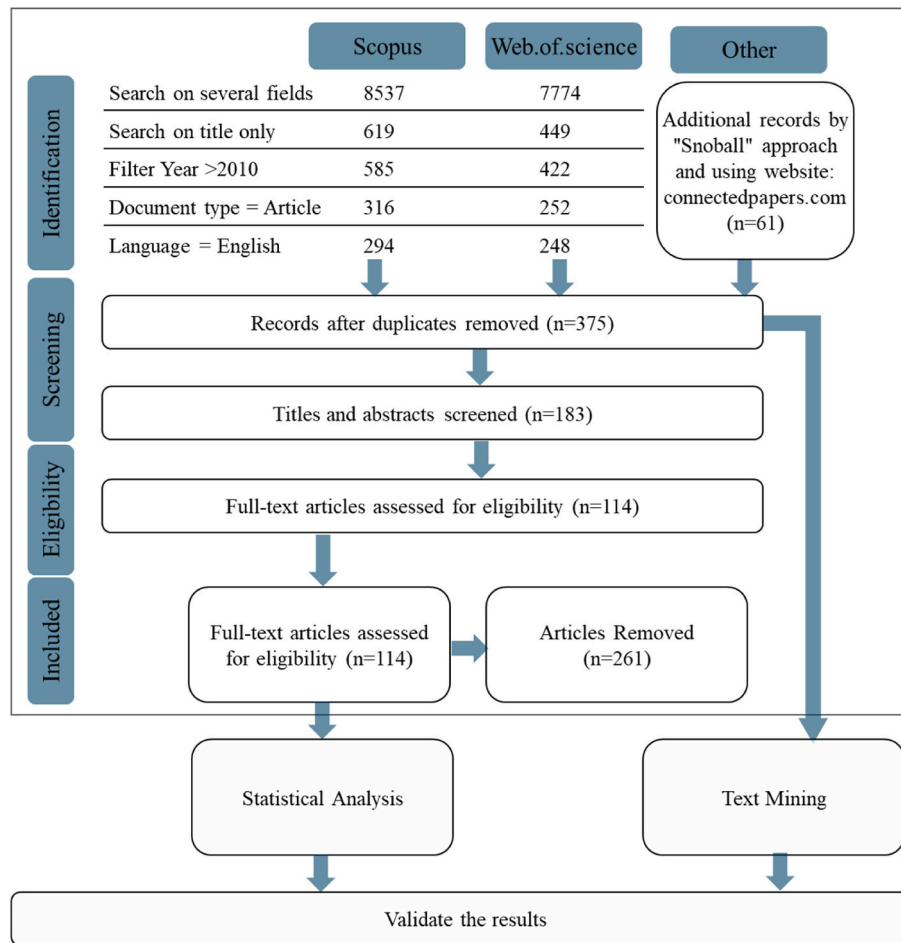 Scopus
Web.of.science
Other
Identification
Search on several fields 8537 7774
Search on title only 619 449
Filter Year >2010 585 422
Document type = Article 316 252
Language = English 294 248
Additional records by
"Snoball" approach
and using website:
connectedpapers.com
(n=61)
Screening
Records after duplicates removed (n=375)
Titles and abstracts screened (n=183)
Eligibility
Full-text articles assessed for eligibility (n=114)
Included
Full-text articles assessed
for eligibility (n=114)
Articles Removed
(n=261)
Statistical Analysis
Text Mining
Validate the results